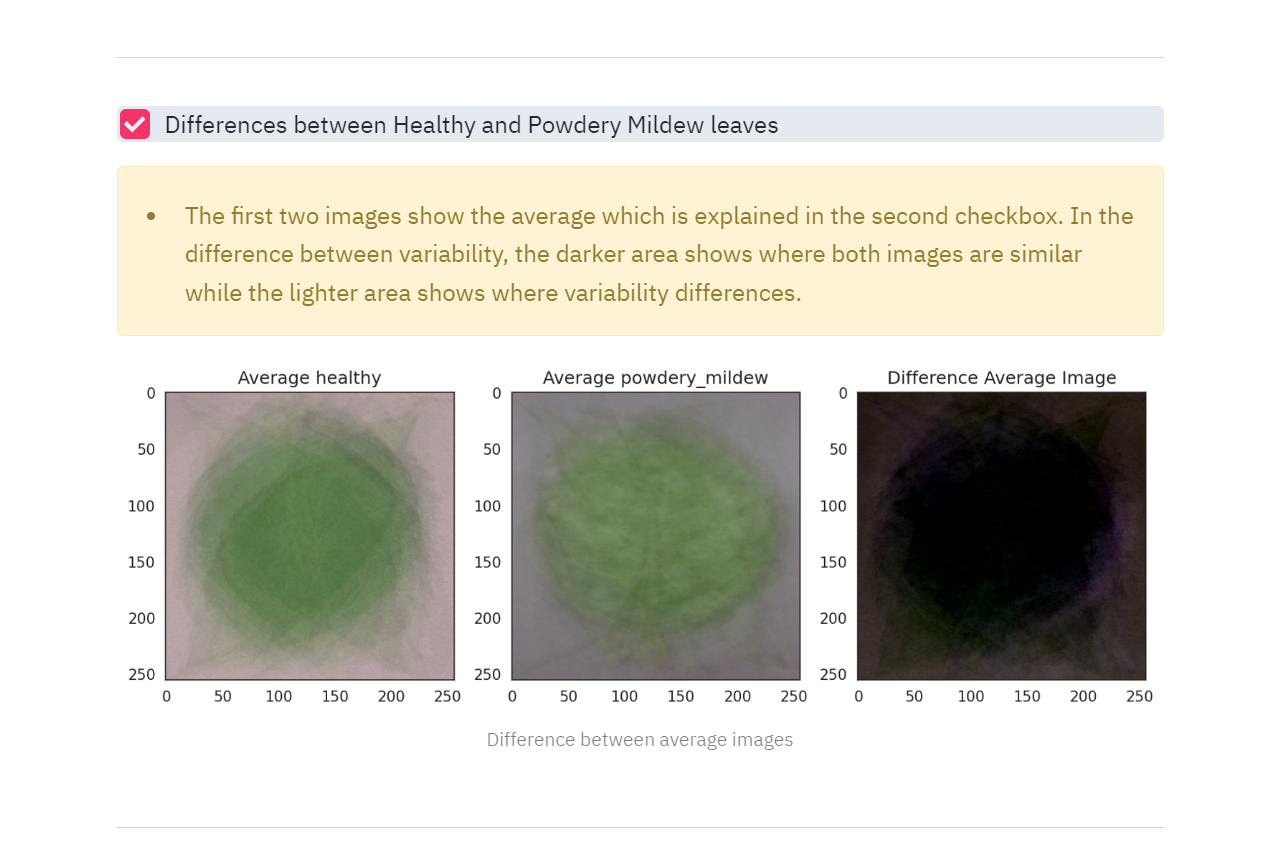 Differences between Healthy and Powdery Mildew leaves
The first two images show the average which is explained in the second checkbox. In the
difference between variability, the darker area shows where both images are similar
while the lighter area shows where variability differences.
Average healthy
0
50
100
150
200
250
0 50 100 150 200 250
Average powdery_mildew
0
50
100
150
200
250
0 50 100 150 200 250
Difference Average Image
0
50
100
150
200
250
0 50 100 150 200 250
Difference between average images